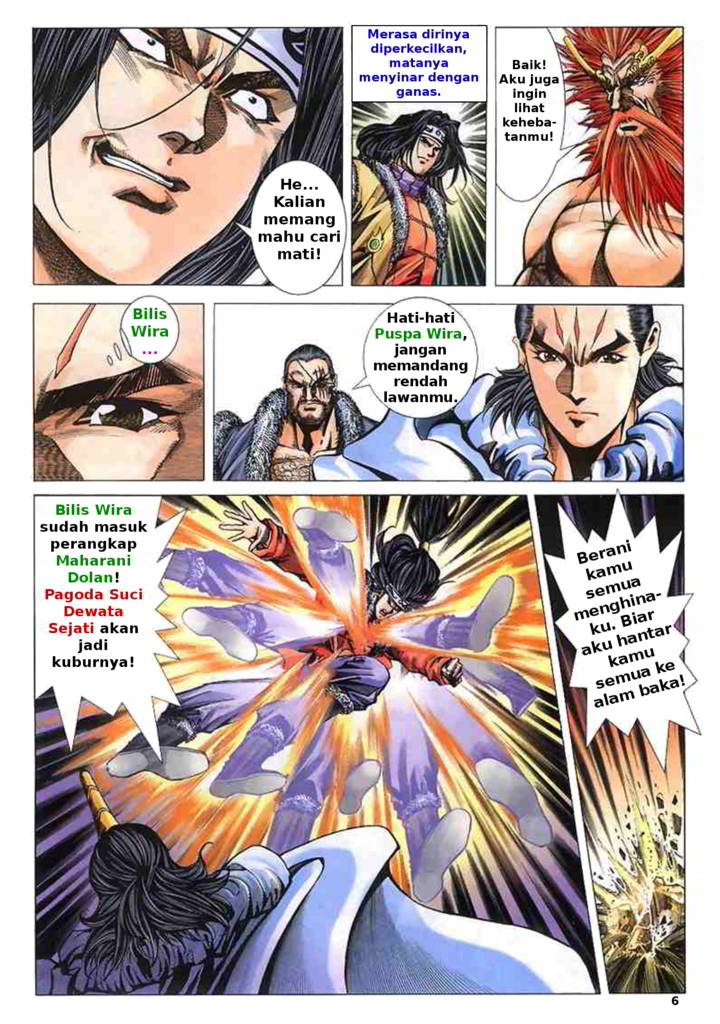 He...
Kalian
memang
mahu cari
mati!
Merasa dirinya
diperkecilkan,
matanya
menyinar dengan
ganas.
Baik!
Aku juga
ingin
lihat
keheba-
tanmu!
Bilis
Wira
...
Hati-hati
Puspa Wira,
jangan
memandang
rendah
lawanmu.
Bilis Wira
sudah masuk
perangkap
Maharani
Dolan!
Pagoda Suci
Dewata
Sejati akan
jadi
kuburnya!
Berani
kamu
semua
menghina-
ku. Biar
aku hantar
kamu
semua ke
alam baka!
6